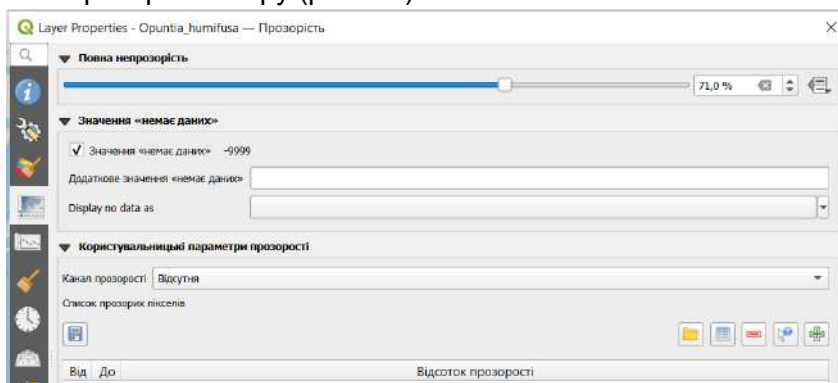 Layer Properties - Opuntia_humifusa — Прозорість
Повна непрозорість
71,0 %
Значення «немає даних»
Значення «немає даних» -9999
Додаткове значення «немає даних»
Display no data as
Користувальницькі параметри прозорості
Канал прозорості Відсутня
Список прозорих пікселів
Від До Відсоток прозорості